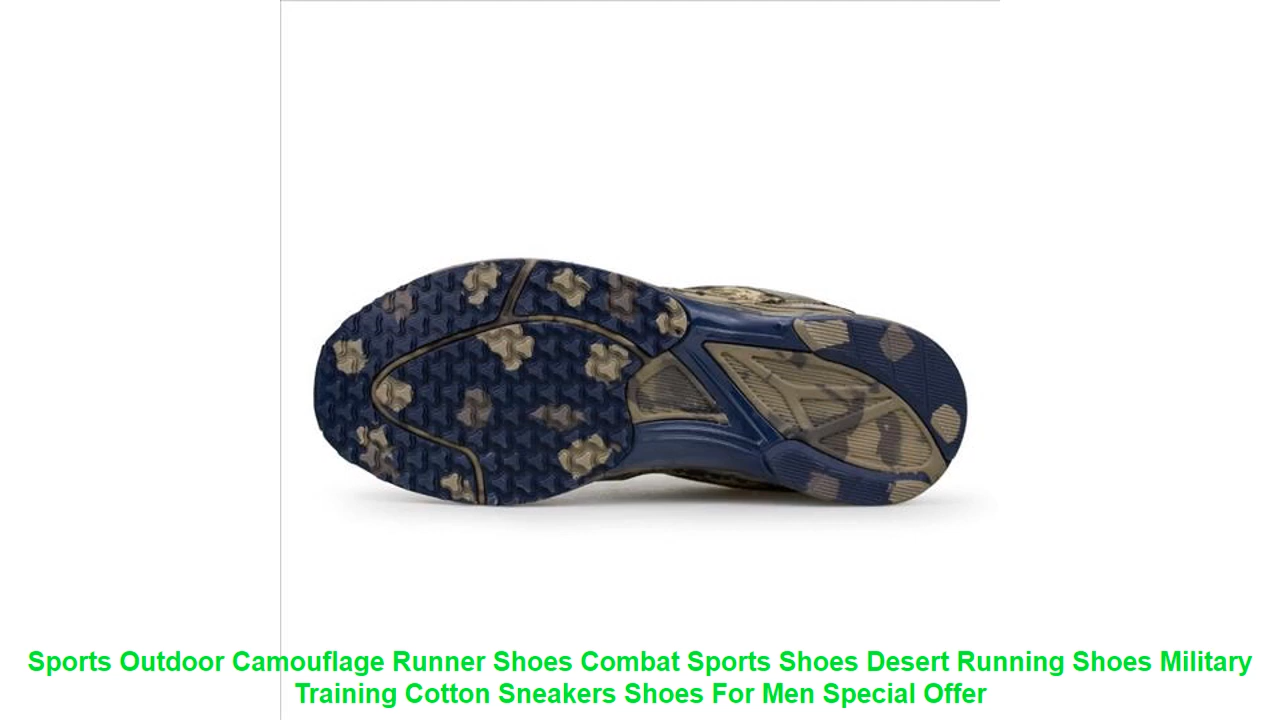 Sports Outdoor Camouflage Runner Shoes Combat Sports Shoes Desert Running Shoes Military
Training Cotton Sneakers Shoes For Men Special Offer